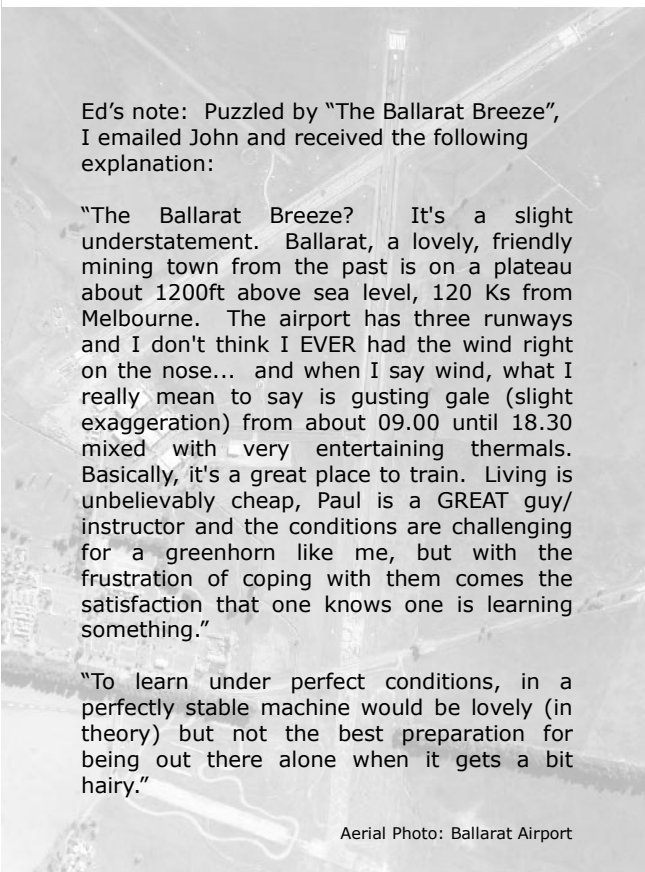 Ed’s note:  Puzzled by “The Ballarat Breeze”,
I emailed John and received the following
explanation:
“The Ballarat Breeze?  It's a slight
understatement.  Ballarat, a lovely, friendly
mining town from the past is on a plateau
about 1200ft above sea level, 120 Ks from
Melbourne.  The airport has three runways
and I don't think I EVER had the wind right
on the nose...  and when I say wind, what I
really mean to say is gusting gale (slight
exaggeration) from about 09.00 until 18.30
mixed with very entertaining thermals.
Basically, it's a great place to train.  Living is
unbelievably cheap, Paul is a GREAT guy/
instructor and the conditions are challenging
for a greenhorn like me, but with the
frustration of coping with them comes the
satisfaction that one knows one is learning
something.”
“To learn under perfect conditions, in a
perfectly stable machine would be lovely (in
theory) but not the best preparation for
being out there alone when it gets a bit
hairy.”
Aerial Photo: Ballarat Airport